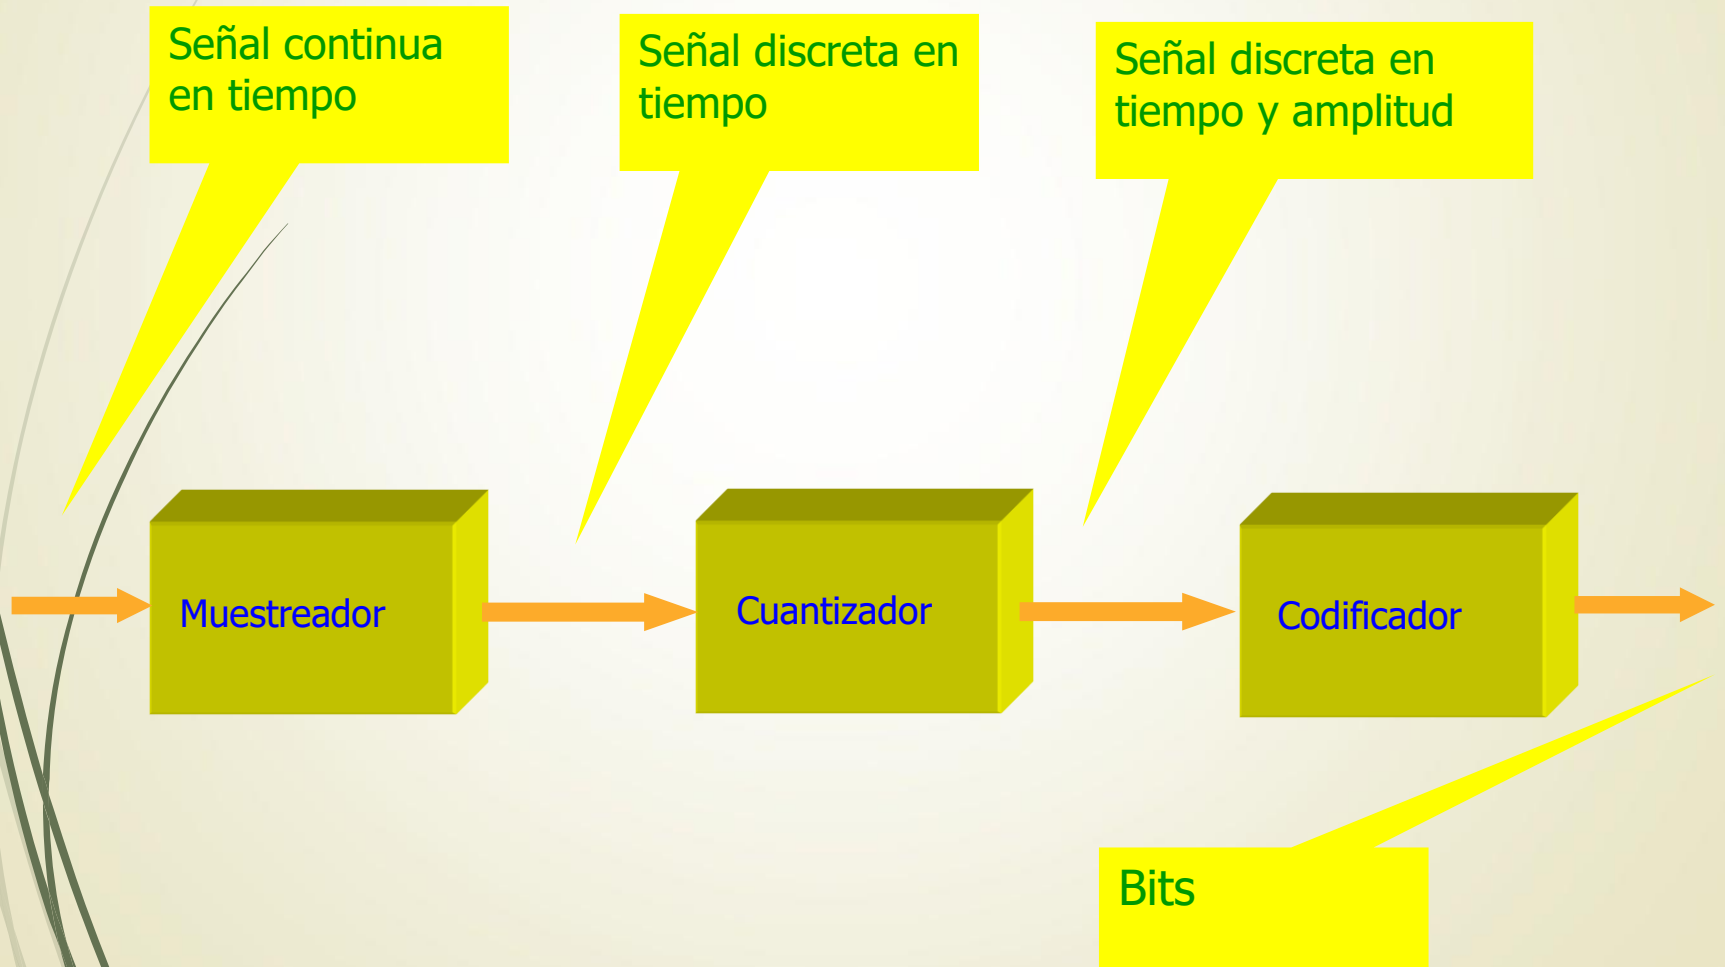 Señal continua
en tiempo
Señal discreta en
tiempo
Señal discreta en
tiempo y amplitud
Muestreador
Cuantizador
Codificador
Bits